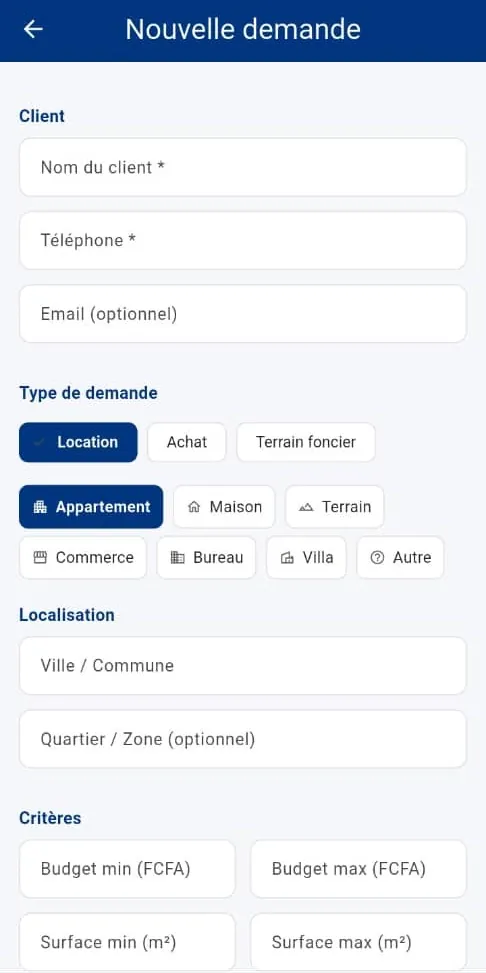 Nouvelle demande
Client
Nom du client *
Téléphone *
Email (optionnel)
Type de demande
Location Achat Terrain foncier
Appartement Maison Terrain
Commerce Bureau Villa Autre
Localisation
Ville / Commune
Quartier / Zone (optionnel)
Critères
Budget min (FCFA) Budget max (FCFA)
Surface min (m²) Surface max (m²)